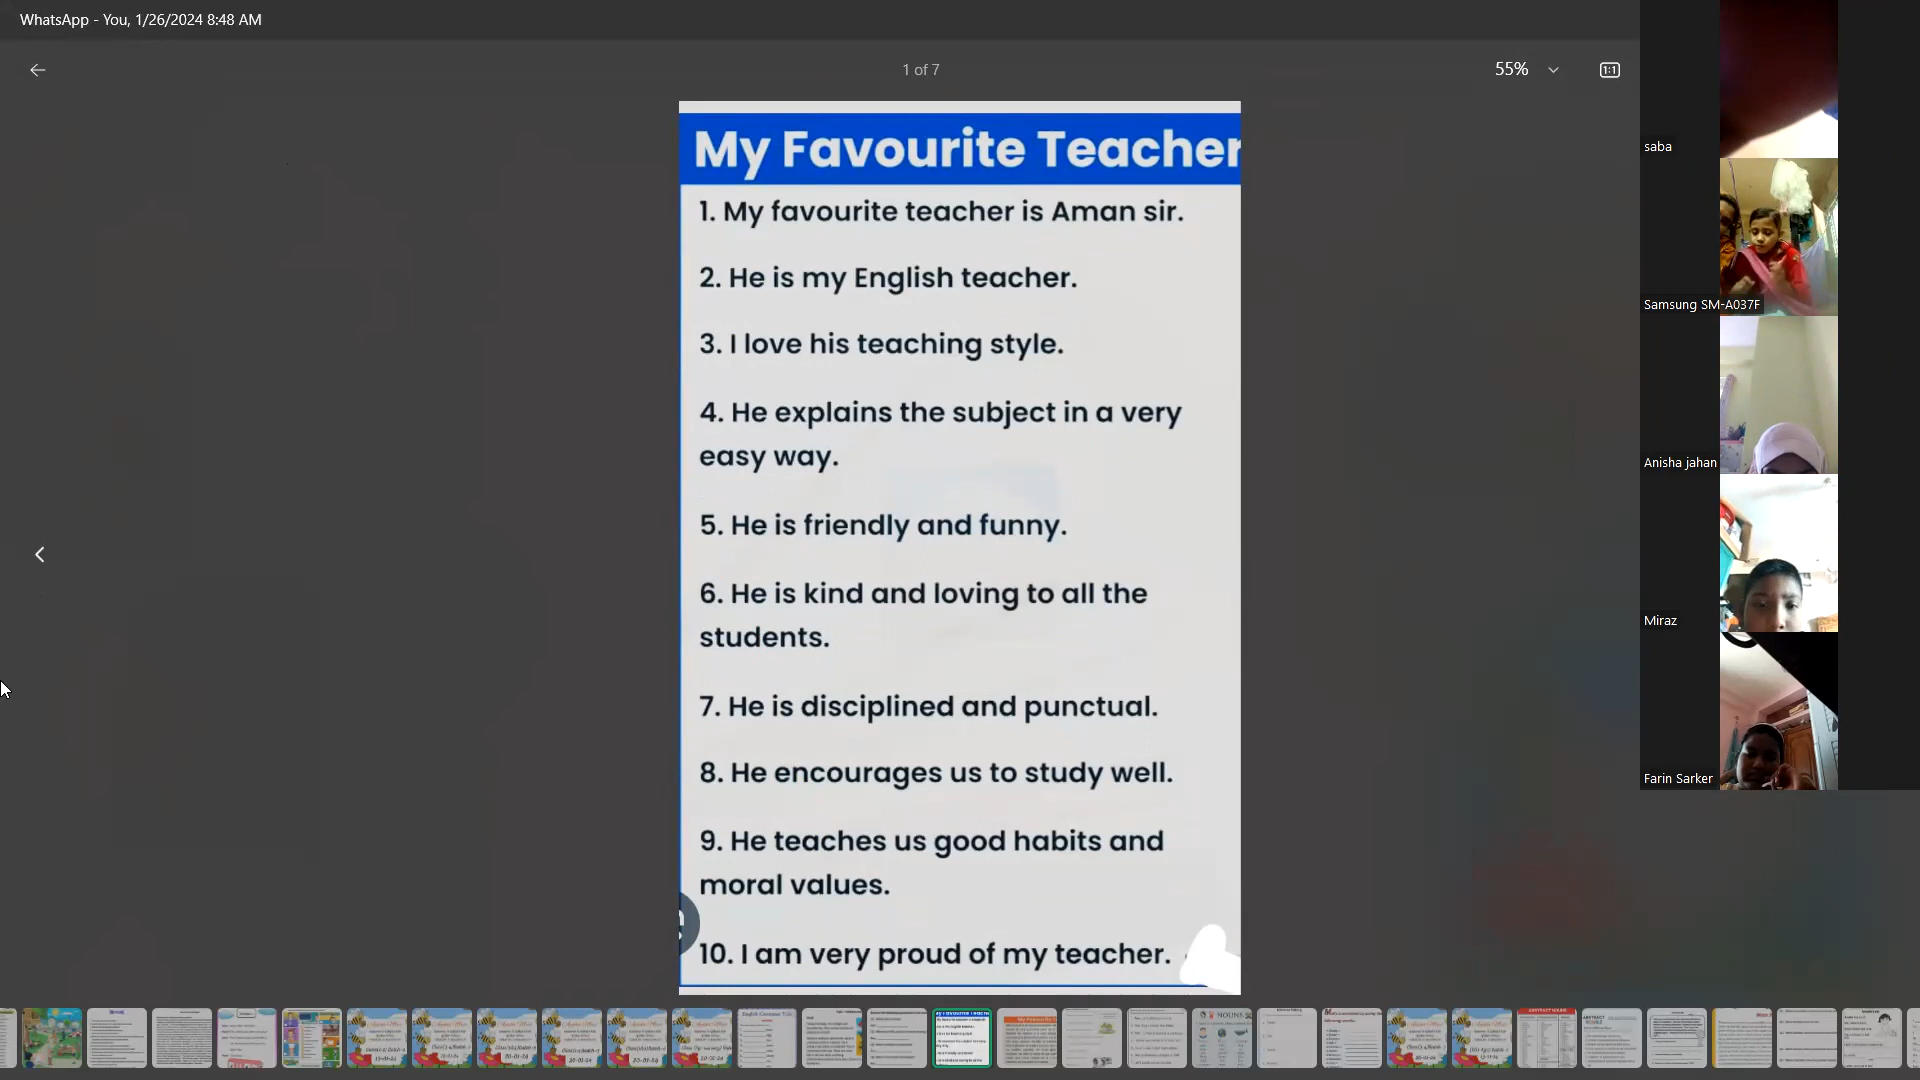 WhatsApp - You, 1/26/2024 8:48 AM
1 of 7
55%
1:1
My Favourite Teacher
1. My favourite teacher is Aman sir.
2. He is my English teacher.
3. I love his teaching style.
4. He explains the subject in a very
easy way.
5. He is friendly and funny.
6. He is kind and loving to all the
students.
7. He is disciplined and punctual.
8. He encourages us to study well.
9. He teaches us good habits and
moral values.
10. I am very proud of my teacher.
saba
Samsung SM-A037F
Anisha jahan
Miraz
Farin Sarker